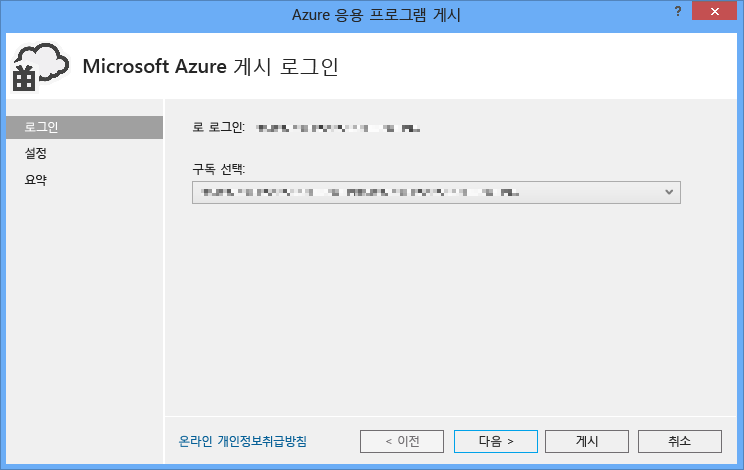 Azure 응용 프로그램 게시
?
Microsoft Azure 게시 로그인
로그인
설정
요약
로 로그인:
구독 선택:
온라인 개인정보취급방침
< 이전
다음 >
게시
취소